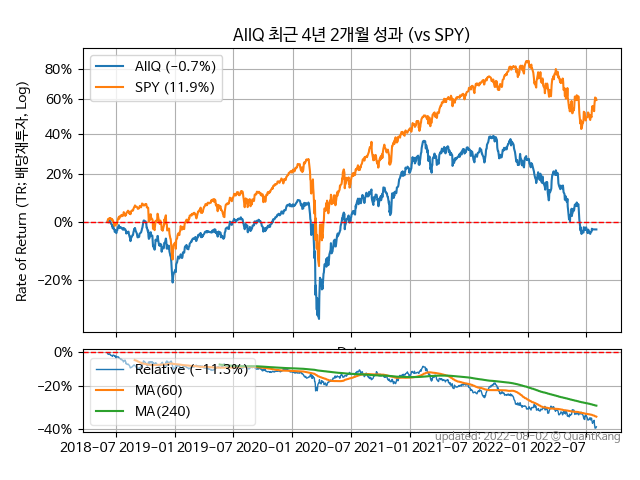 AIIQ 최근 4년 2개월 성과 (vs SPY)
AIIQ (-0.7%)
SPY (11.9%)
80%
60%
40%
20%
0%
-20%
Rate of Return (TR: 배당재투자, Log)
0%
-20%
-40%
Relative (-11.3%)
MA(60)
MA(240)
2018-07 2019-01 2019-07 2020-01 2020-07 2021-01 2021-07 2022-01 2022-07
updated: 2022-08-02 © QuantKang